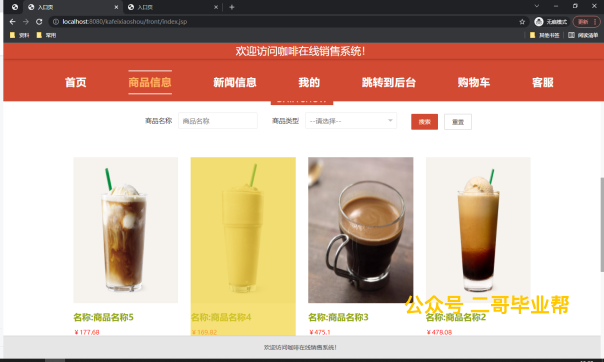 入口页
入口页
无痕模式
localhost:8080/kafeixiaoshou/front/index.jsp
更新
资料
常用
其他书签
阅读清单
欢迎访问咖啡在线销售系统!
首页 商品信息 新闻信息 我的 跳转到后台 购物车 客服
商品名称 商品名称 商品类型 --请选择-- 搜索 重置
名称:商品名称5 名称:商品名称4 名称:商品名称3 名称:商品名称2
¥177.68 ¥169.82 ¥475.1 ¥478.08
公众号 二哥毕业帮
欢迎访问咖啡在线销售系统!